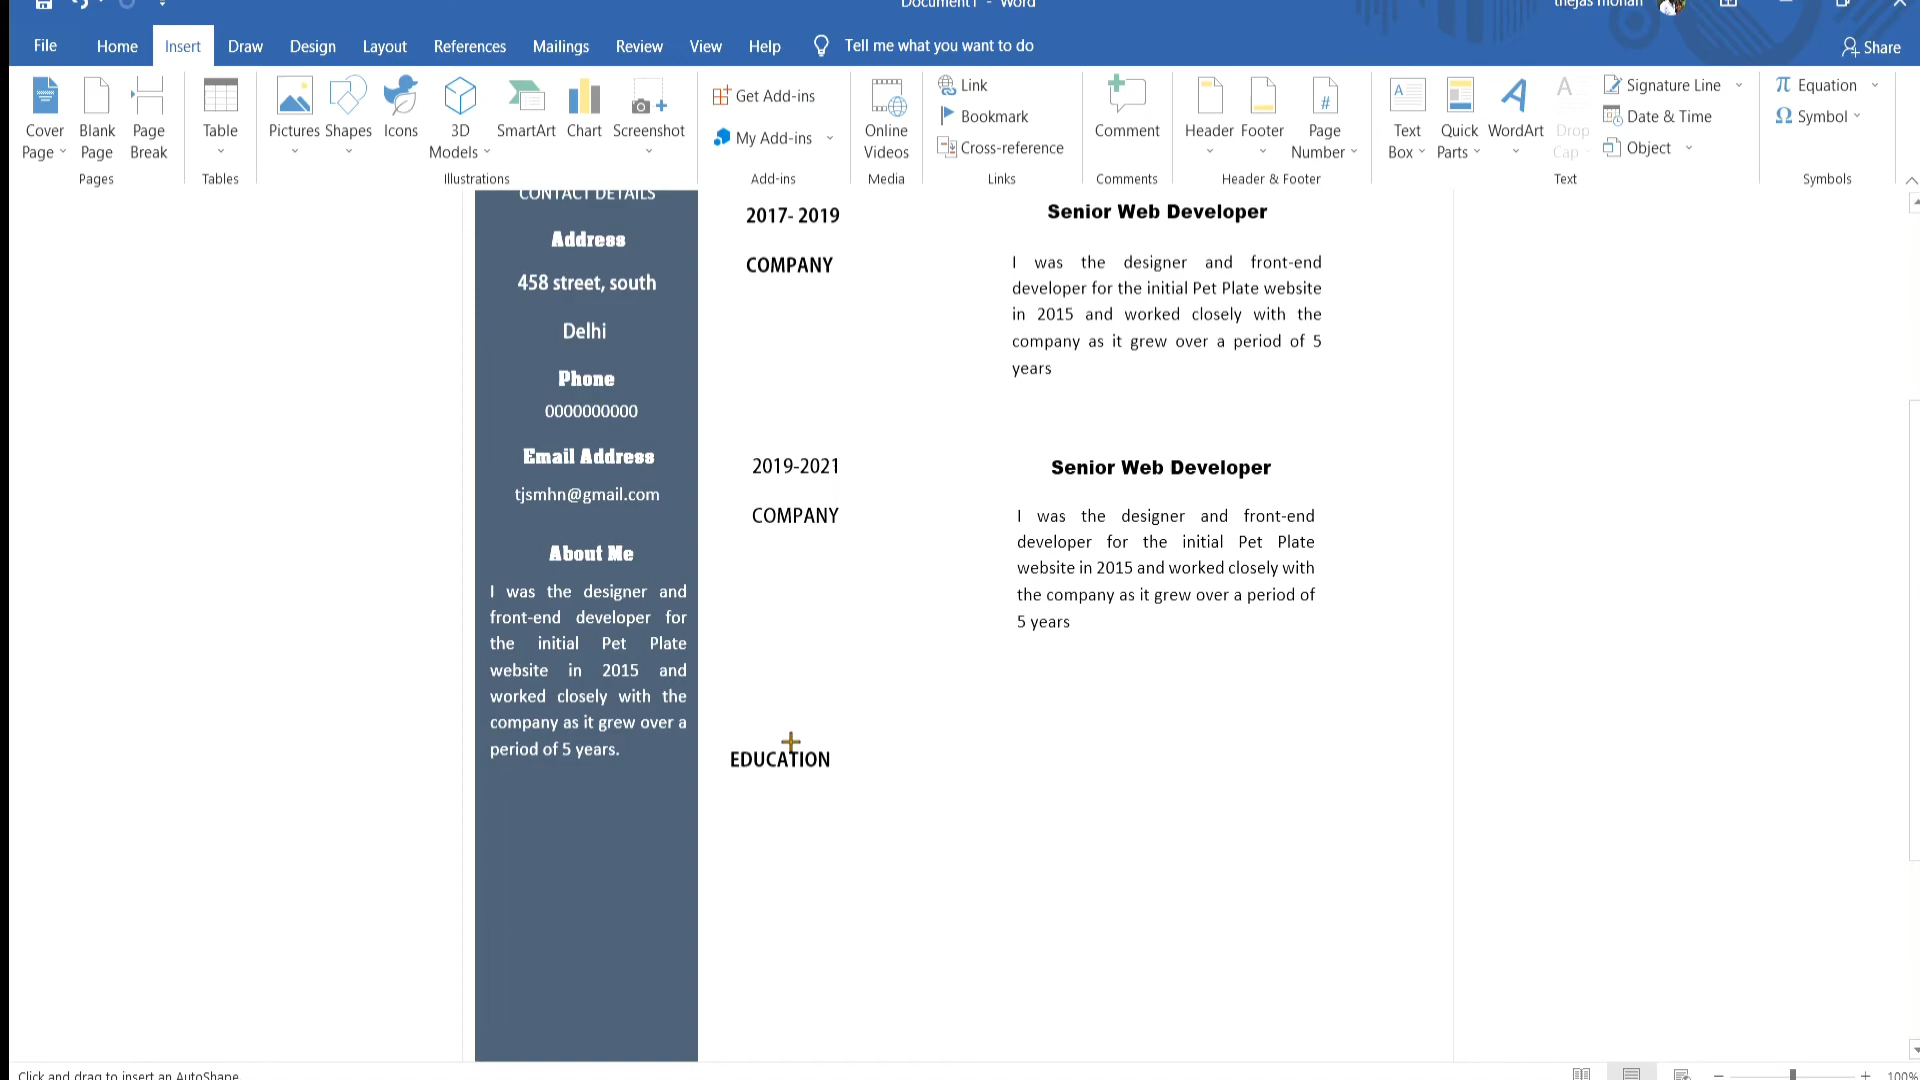 Document1 - Word
thejas mohan
File
Home
Insert
Draw
Design
Layout
References
Mailings
Review
View
Help
Tell me what you want to do
Share
Cover Page
Blank Page
Page Break
Table
Pictures
Shapes
Icons
3D Models
SmartArt
Chart
Screenshot
Get Add-ins
My Add-ins
Online Videos
Link
Bookmark
Cross-reference
Comment
Header
Footer
Page Number
Text Box
Quick Parts
WordArt
Drop Cap
Signature Line
Date & Time
Object
Equation
Symbol
Pages
Tables
Illustrations
Add-ins
Media
Links
Comments
Header & Footer
Text
Symbols
CONTACT DETAILS
Address
458 street, south
Delhi
Phone
0000000000
Email Address
tjsmhn@gmail.com
About Me
I was the designer and
front-end developer for
the initial Pet Plate
website in 2015 and
worked closely with the
company as it grew over a
period of 5 years.
2017- 2019
COMPANY
Senior Web Developer
I was the designer and front-end
developer for the initial Pet Plate website
in 2015 and worked closely with the
company as it grew over a period of 5
years
2019-2021
COMPANY
Senior Web Developer
I was the designer and front-end
developer for the initial Pet Plate
website in 2015 and worked closely with
the company as it grew over a period of
5 years
EDUCATION
Click and drag to insert an AutoShape.
100%